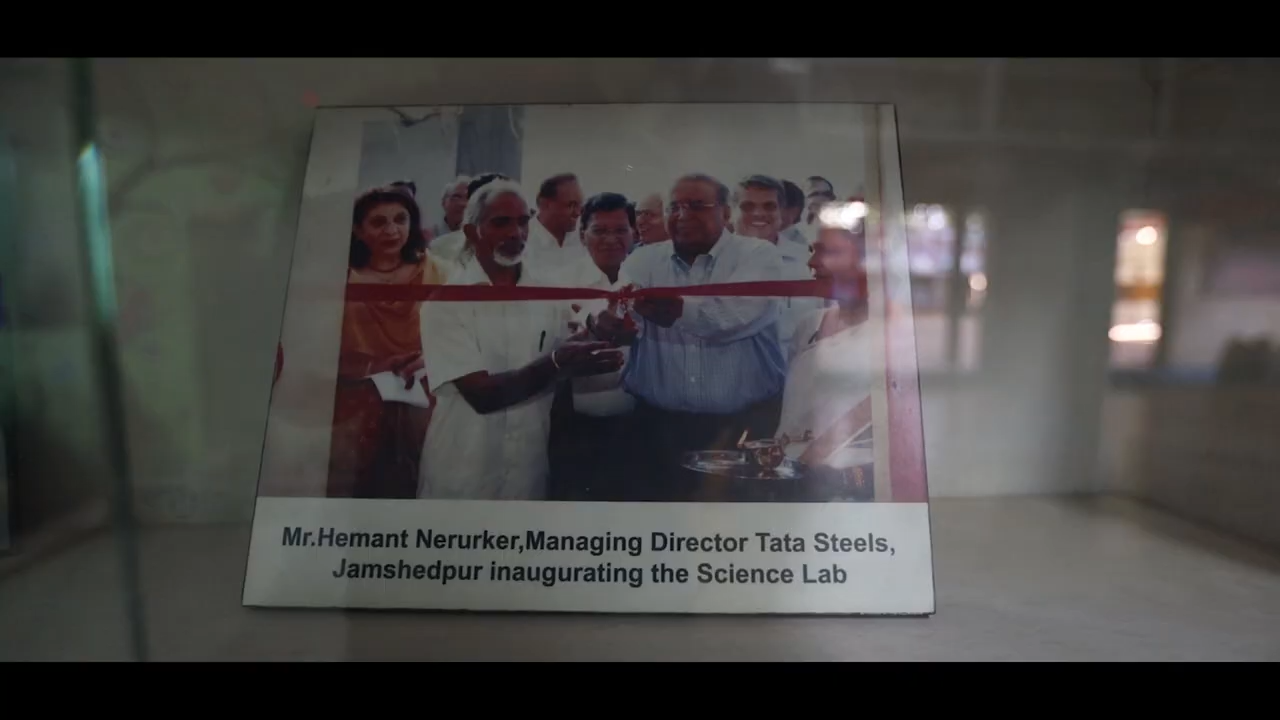 Mr.Hemant Nerurker,Managing Director Tata Steels,
Jamshedpur inaugurating the Science Lab